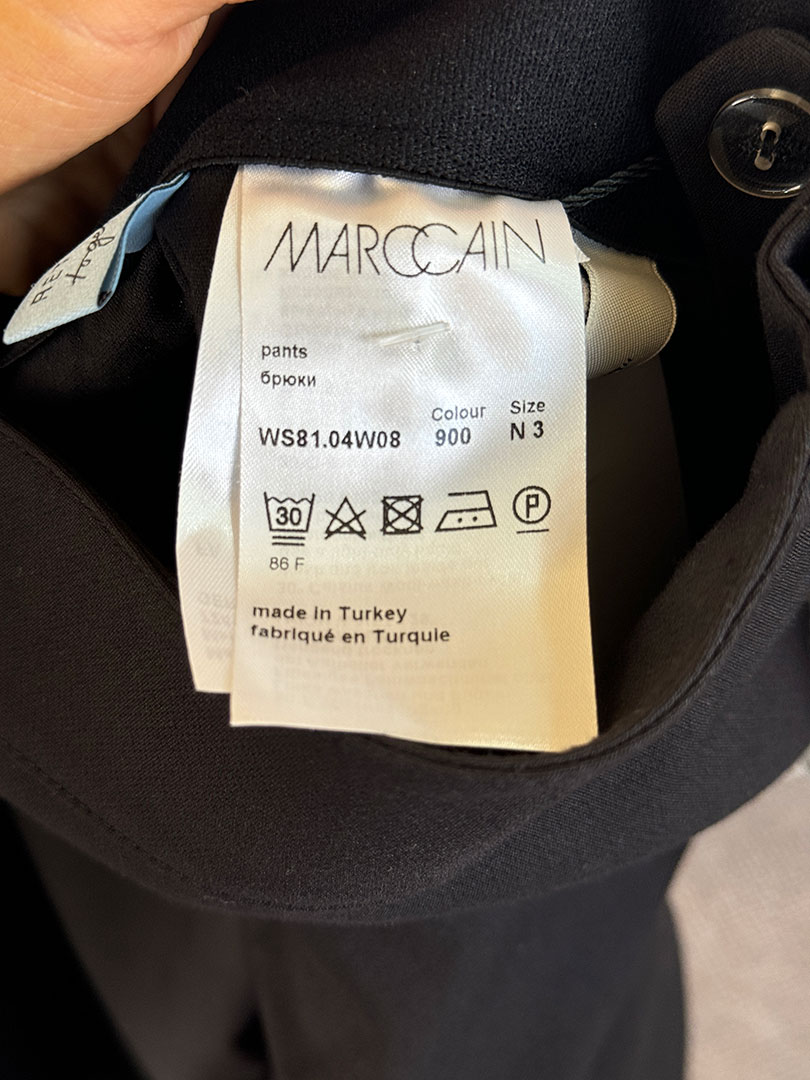 MARCCAIN
pants
брюки
Colour Size
WS81.04W08 900 N 3
30 P
86 F
made in Turkey
fabriqué en Turquie